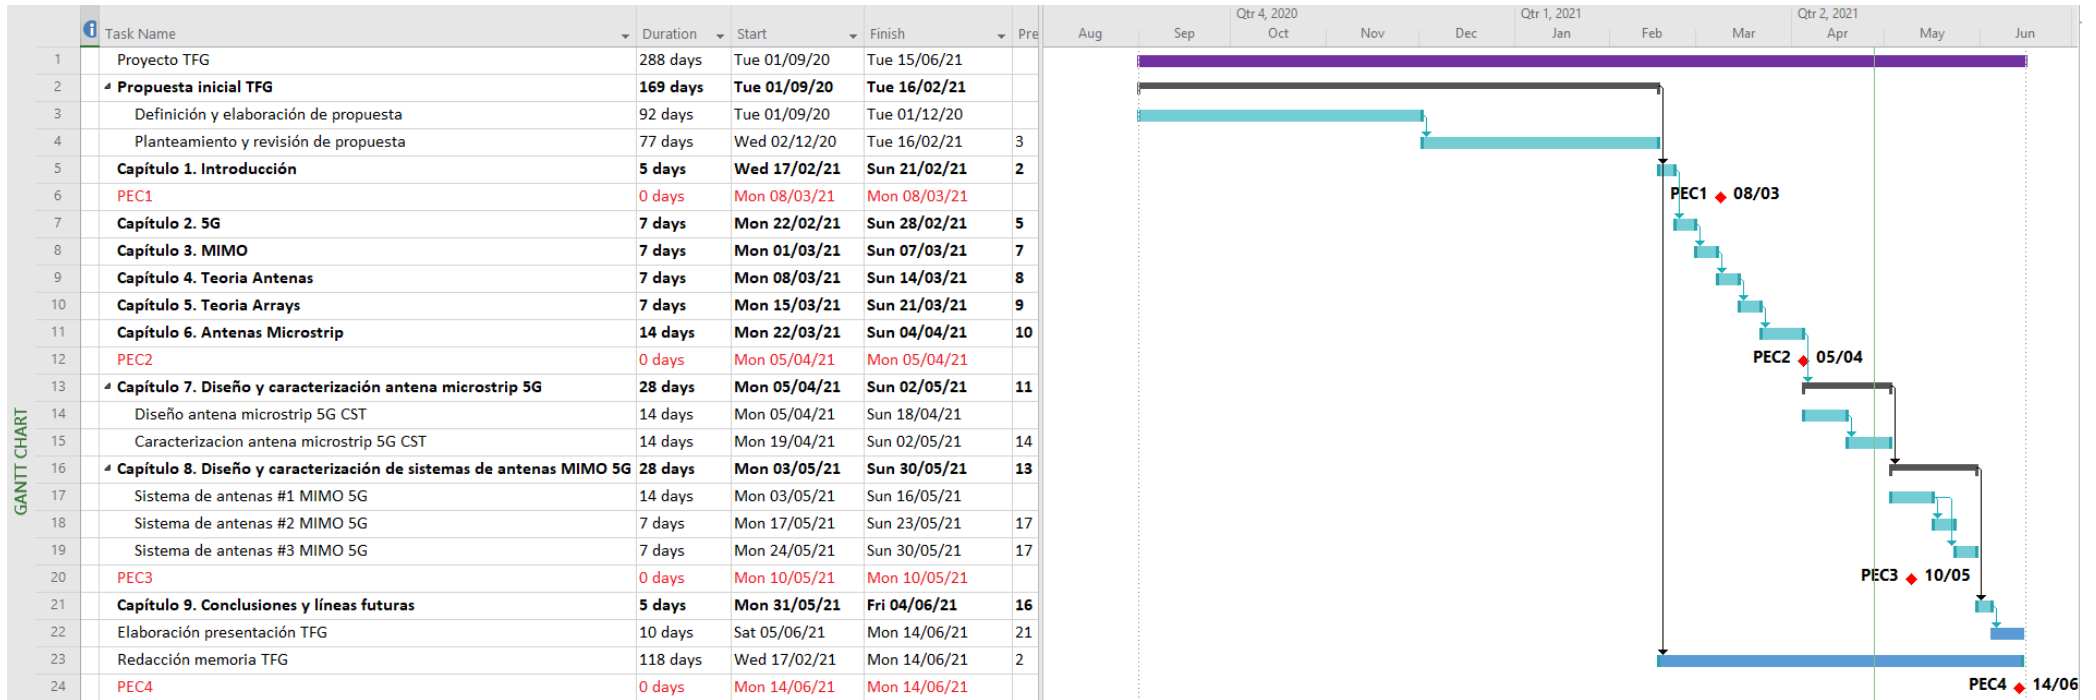 Qtr 4, 2020 Qtr 1, 2021 Qtr 2, 2021
Task Name Duration Start Finish Pre Aug Sep Oct Nov Dec Jan Feb Mar Apr May Jun
1 Proyecto TFG 288 days Tue 01/09/20 Tue 15/06/21
2 Propuesta inicial TFG 169 days Tue 01/09/20 Tue 16/02/21
3 Definición y elaboración de propuesta 92 days Tue 01/09/20 Tue 01/12/20
4 Planteamiento y revisión de propuesta 77 days Wed 02/12/20 Tue 16/02/21 3
5 Capítulo 1. Introducción 5 days Wed 17/02/21 Sun 21/02/21 2
6 PEC1 0 days Mon 08/03/21 Mon 08/03/21 PEC1 08/03
7 Capítulo 2. 5G 7 days Mon 22/02/21 Sun 28/02/21 5
8 Capítulo 3. MIMO 7 days Mon 01/03/21 Sun 07/03/21 7
9 Capítulo 4. Teoria Antenas 7 days Mon 08/03/21 Sun 14/03/21 8
10 Capítulo 5. Teoria Arrays 7 days Mon 15/03/21 Sun 21/03/21 9
11 Capítulo 6. Antenas Microstrip 14 days Mon 22/03/21 Sun 04/04/21 10
12 PEC2 0 days Mon 05/04/21 Mon 05/04/21 PEC2 05/04
13 Capítulo 7. Diseño y caracterización antena microstrip 5G 28 days Mon 05/04/21 Sun 02/05/21 11
14 Diseño antena microstrip 5G CST 14 days Mon 05/04/21 Sun 18/04/21
15 Caracterizacion antena microstrip 5G CST 14 days Mon 19/04/21 Sun 02/05/21 14
16 Capítulo 8. Diseño y caracterización de sistemas de antenas MIMO 5G 28 days Mon 03/05/21 Sun 30/05/21 13
17 Sistema de antenas #1 MIMO 5G 14 days Mon 03/05/21 Sun 16/05/21
18 Sistema de antenas #2 MIMO 5G 7 days Mon 17/05/21 Sun 23/05/21 17
19 Sistema de antenas #3 MIMO 5G 7 days Mon 24/05/21 Sun 30/05/21 17
20 PEC3 0 days Mon 10/05/21 Mon 10/05/21 PEC3 10/05
21 Capítulo 9. Conclusiones y líneas futuras 5 days Mon 31/05/21 Fri 04/06/21 16
22 Elaboración presentación TFG 10 days Sat 05/06/21 Mon 14/06/21 21
23 Redacción memoria TFG 118 days Wed 17/02/21 Mon 14/06/21 2
24 PEC4 0 days Mon 14/06/21 Mon 14/06/21 PEC4 14/06
GANTT CHART